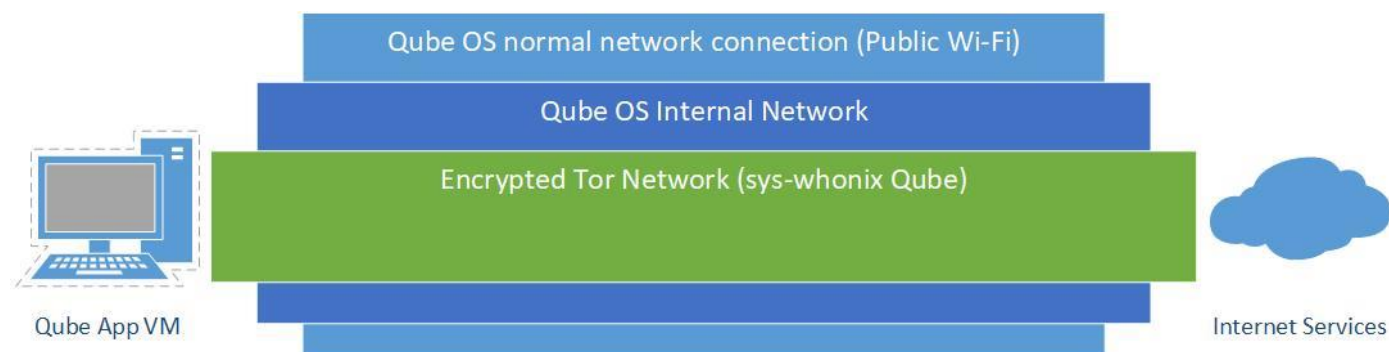 Qube OS normal network connection (Public Wi-Fi)
Qube OS Internal Network
Encrypted Tor Network (sys-whonix Qube)
Qube App VM
Internet Services